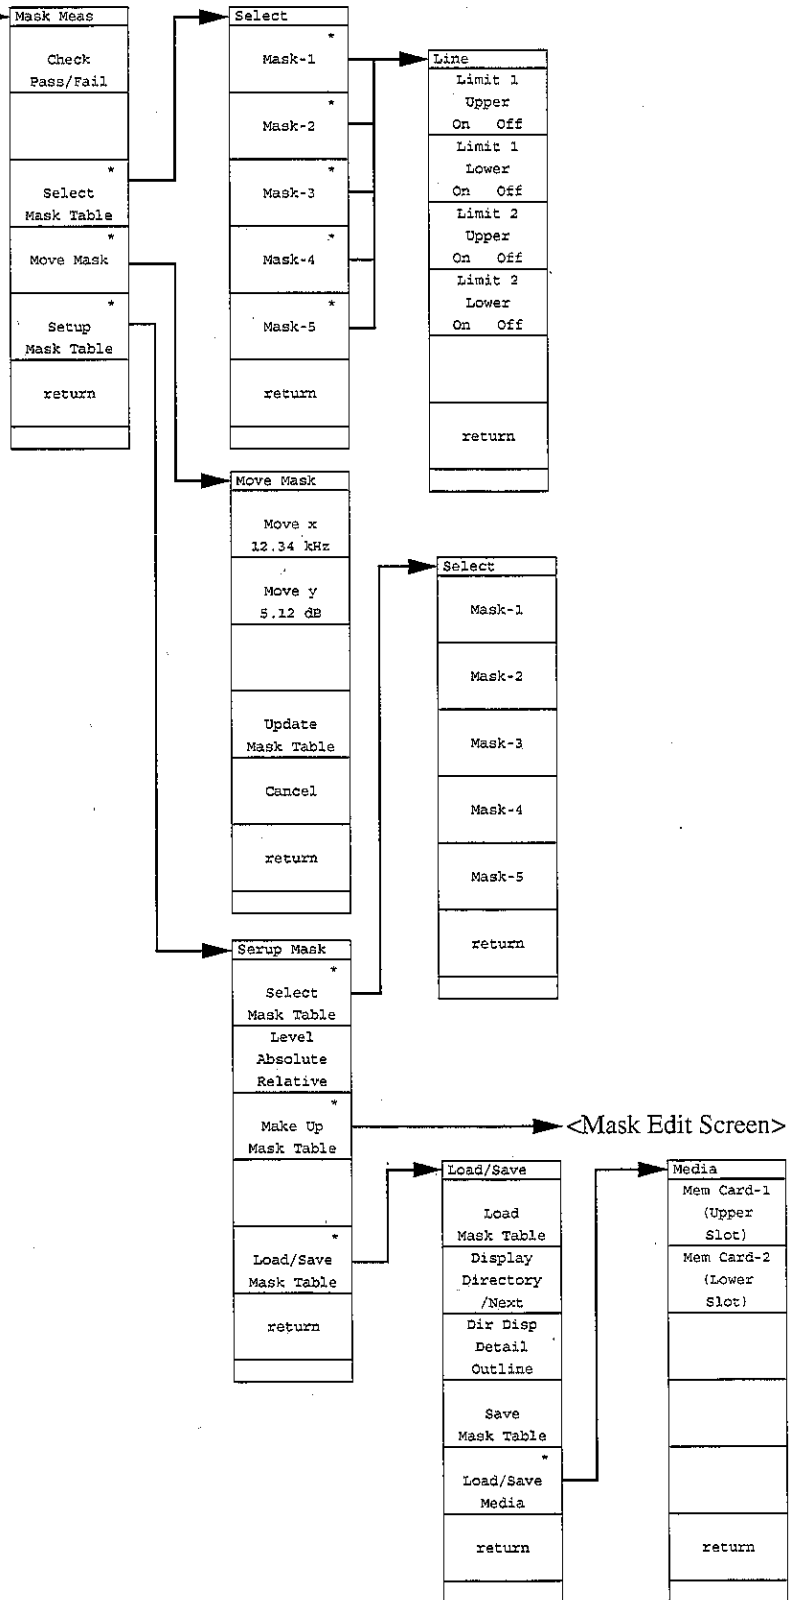 Mask Meas
Check
Pass/Fail
*
Select
Mask Table
*
Move Mask
*
Setup
Mask Table
return
Select
*
Mask-1
*
Mask-2
*
Mask-3
*
Mask-4
*
Mask-5
return
Line
Limit 1
Upper
On Off
Limit 1
Lower
On Off
Limit 2
Upper
On Off
Limit 2
Lower
On Off
return
Move Mask
Move x
12.34 kHz
Move y
5.12 dB
Update
Mask Table
Cancel
return
Select
Mask-1
Mask-2
Mask-3
Mask-4
Mask-5
return
Serup Mask
*
Select
Mask Table
Level
Absolute
Relative
*
Make Up
Mask Table
*
Load/Save
Mask Table
return
<Mask Edit Screen>
Load/Save
Load
Mask Table
Display
Directory
/Next
Dir Disp
Detail
Outline
Save
Mask Table
*
Load/Save
Media
return
Media
Mem Card-1
(Upper
Slot)
Mem Card-2
(Lower
Slot)
return